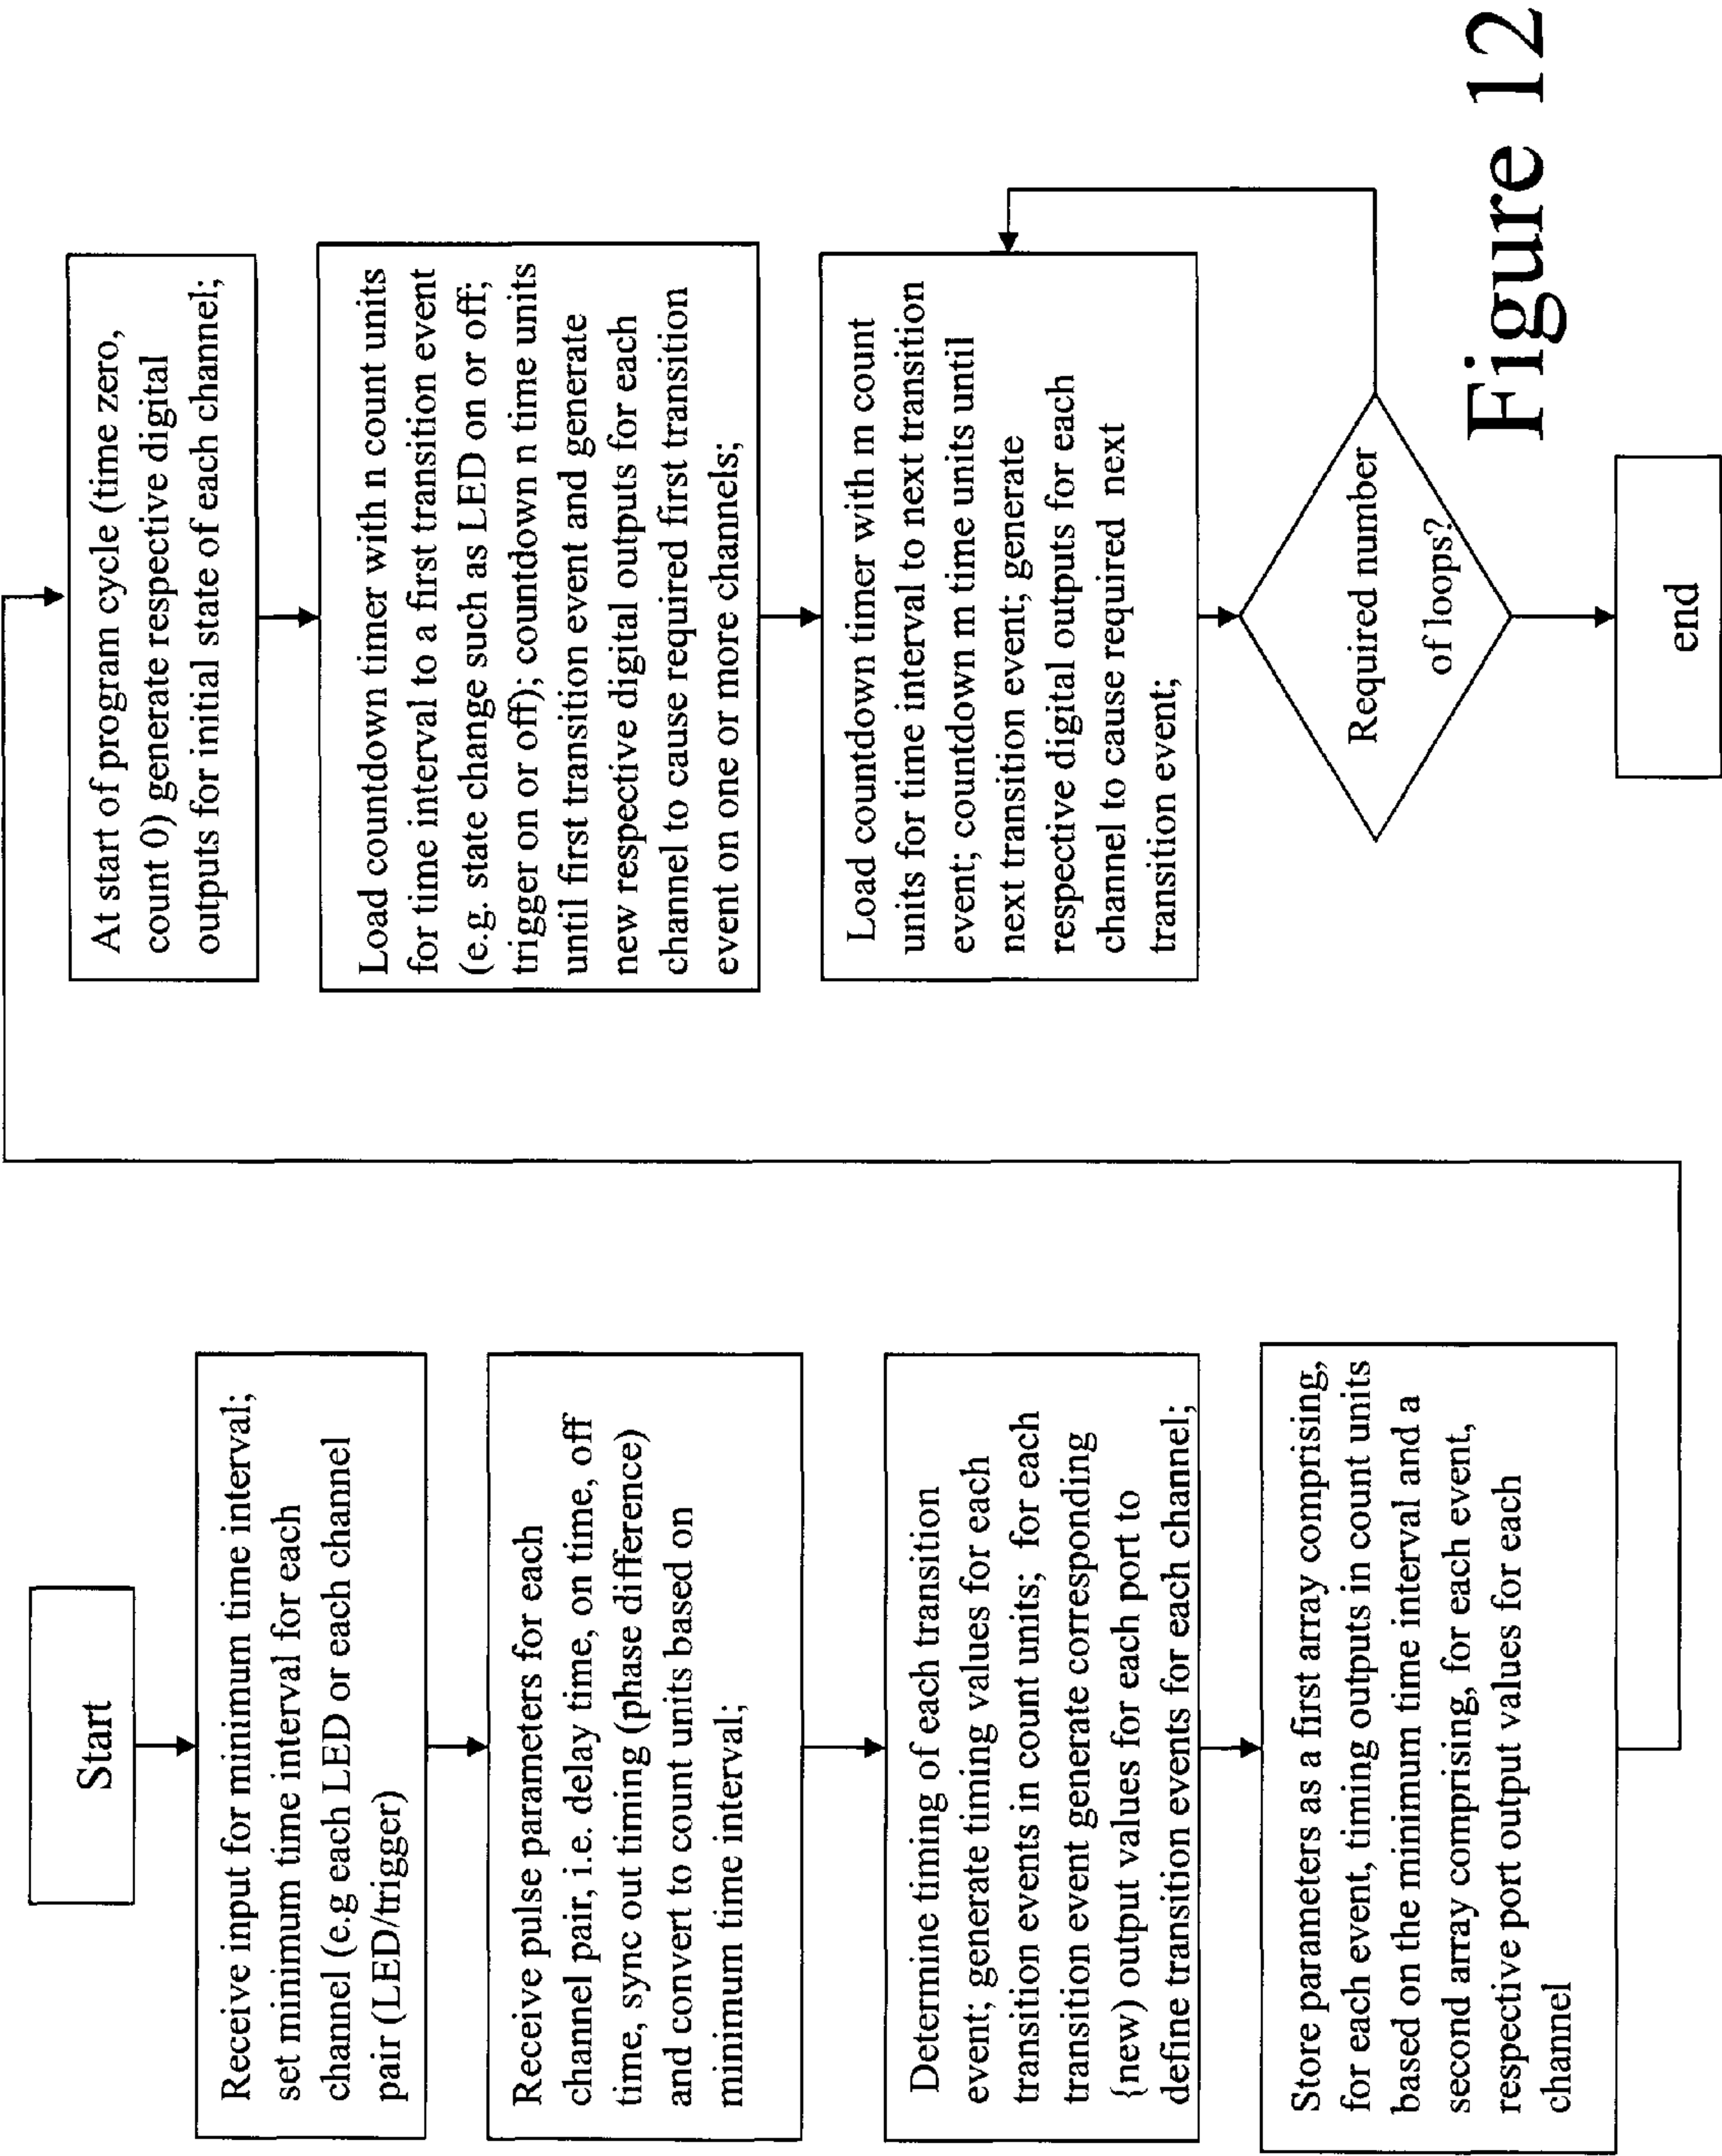 Start
Receive input for minimum time interval;
set minimum time interval for each
channel (e.g each LED or each channel
pair (LED/trigger)
Receive pulse parameters for each
channel pair, i.e. delay time, on time, off
time, sync out timing (phase difference)
and convert to count units based on
minimum time interval;
Determine timing of each transition
event; generate timing values for each
transition events in count units; for each
transition event generate corresponding
{new) output values for each port to
define transition events for each channel;
Store parameters as a first array comprising,
for each event, timing outputs in count units
based on the minimum time interval and a
second array comprising, for each event,
respective port output values for each
channel
At start of program cycle (time zero,
count 0) generate respective digital
outputs for initial state of each channel;
Load countdown timer with n count units
for time interval to a first transition event
(e.g. state change such as LED on or off;
trigger on or off); countdown n time units
until first transition event and generate
new respective digital outputs for each
channel to cause required first transition
event on one or more channels;
Load countdown timer with m count
units for time interval to next transition
event; countdown m time units until
next transition event; generate
respective digital outputs for each
channel to cause required next
transition event;
Required number
of loops?
end
Figure 12